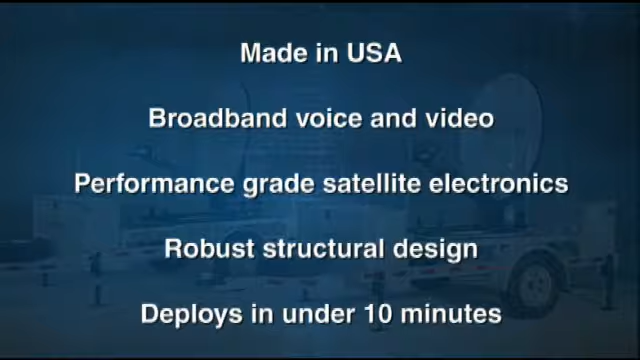 Made in USA
Broadband voice and video
Performance grade satellite electronics
Robust structural design
Deploys in under 10 minutes